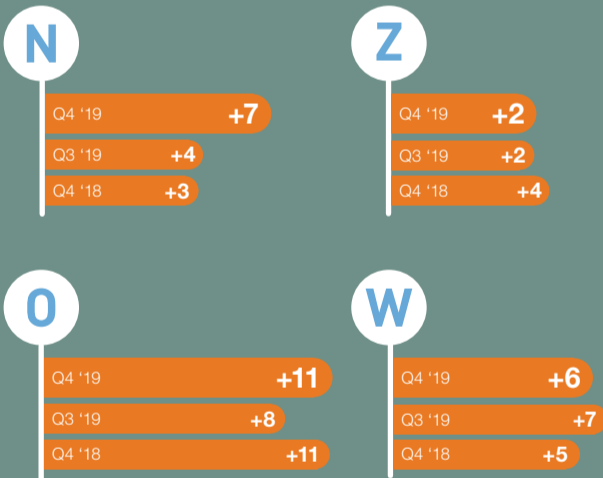 N
Q4 ‘19 +7
Q3 ‘19 +4
Q4 ‘18 +3
Z
Q4 ‘19 +2
Q3 ‘19 +2
Q4 ‘18 +4
O
Q4 ‘19 +11
Q3 ‘19 +8
Q4 ‘18 +11
W
Q4 ‘19 +6
Q3 ‘19 +7
Q4 ‘18 +5